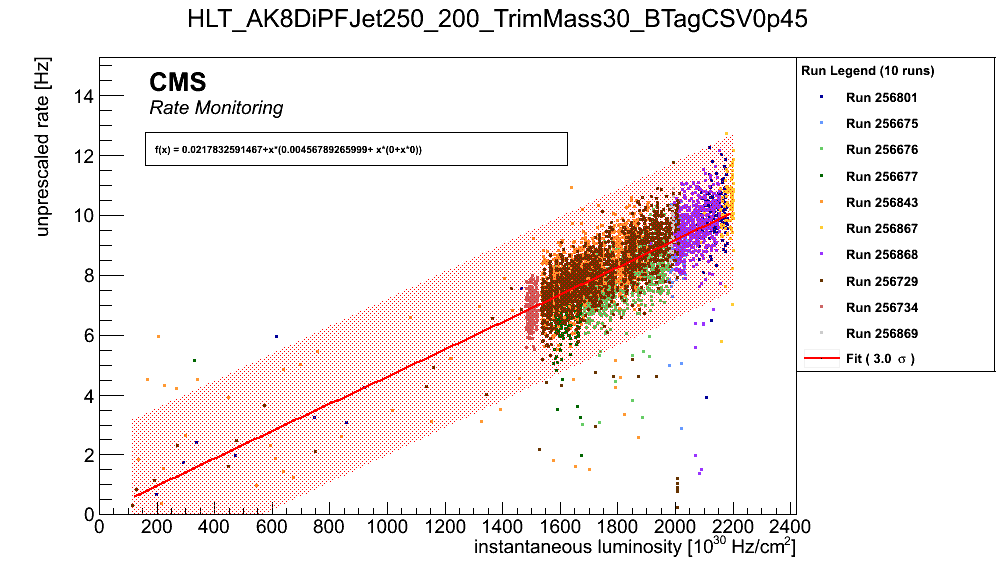 HLT_AK8DiPFJet250_200_TrimMass30_BTagCSV0p45
unprescaled rate [Hz]
CMS
Rate Monitoring
f(x) = 0.0217832591467+x*(0.00456789265999+ x*(0+x*0))
14
12
10
8
6
4
2
0
0 200 400 600 800 1000 1200 1400 1600 1800 2000 2200 2400
instantaneous luminosity [10^30 Hz/cm^2]
Run Legend (10 runs)
Run 256801
Run 256675
Run 256676
Run 256677
Run 256843
Run 256867
Run 256868
Run 256729
Run 256734
Run 256869
Fit ( 3.0 σ )